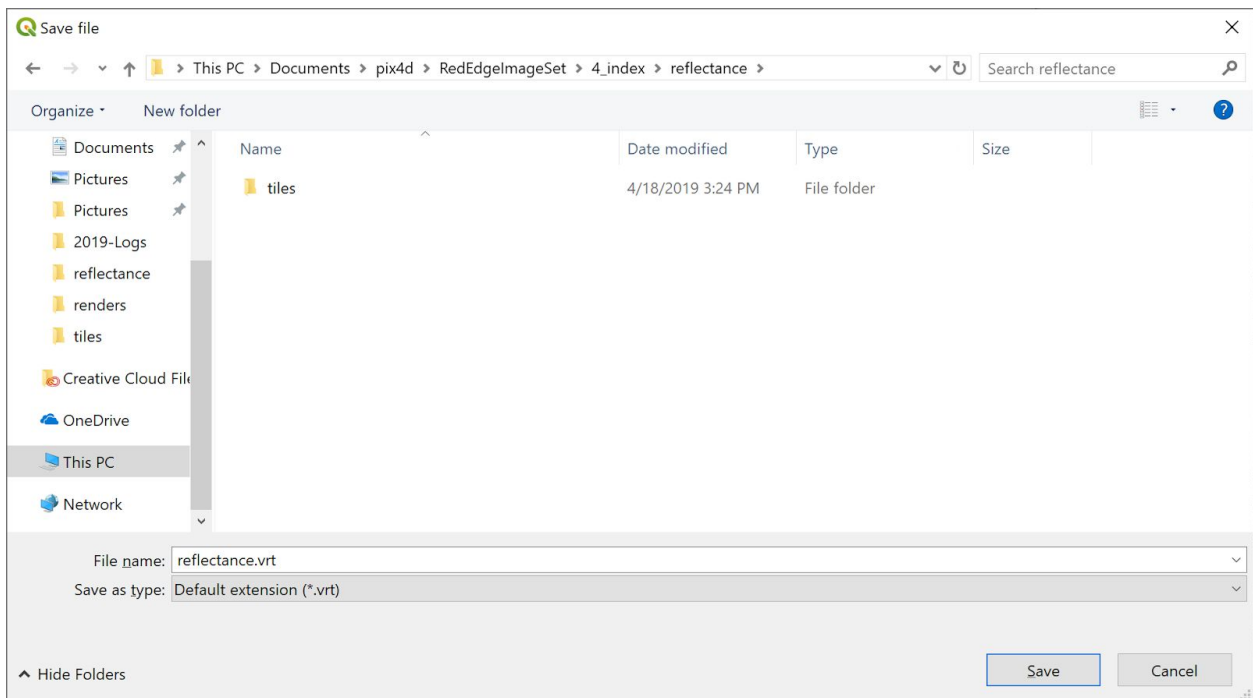 Save file
This PC > Documents > pix4d > RedEdgeImageSet > 4_index > reflectance >
Search reflectance
Organize
New folder
?
Documents
Pictures
Pictures
2019-Logs
reflectance
renders
tiles
Creative Cloud File
OneDrive
This PC
Network
Name Date modified Type Size
tiles 4/18/2019 3:24 PM File folder
File name: reflectance.vrt
Save as type: Default extension (*.vrt)
Hide Folders
Save Cancel